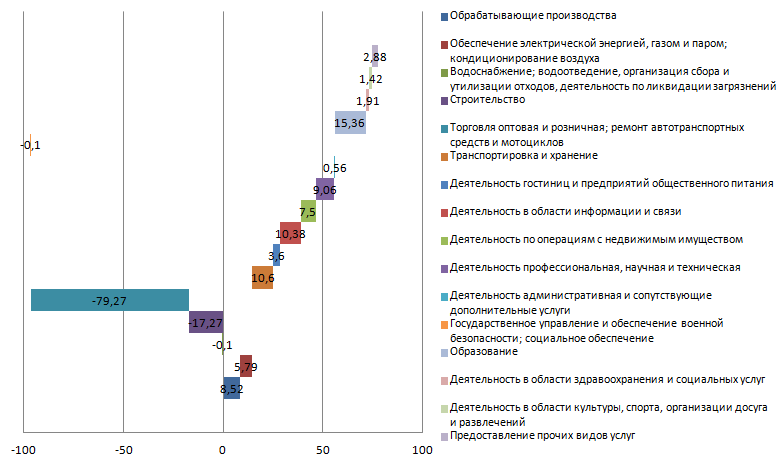 2,88
1,42
1,91
15,36
-0,1
0,56
9,06
7,5
10,38
3,6
10,6
-79,27
-17,27
-0,1
5,79
8,52
-100
-50
0
50
100
Обрабатывающие производства
Обеспечение электрической энергией, газом и паром;
кондиционирование воздуха
Водоснабжение; водоотведение, организация сбора и
утилизации отходов, деятельность по ликвидации загрязнений
Строительство
Торговля оптовая и розничная; ремонт автотранспортных
средств и мотоциклов
Транспортировка и хранение
Деятельность гостиниц и предприятий общественного питания
Деятельность в области информации и связи
Деятельность по операциям с недвижимым имуществом
Деятельность профессиональная, научная и техническая
Деятельность административная и сопутствующие
дополнительные услуги
Государственное управление и обеспечение военной
безопасности; социальное обеспечение
Образование
Деятельность в области здравоохранения и социальных услуг
Деятельность в области культуры, спорта, организации досуга
и развлечений
Предоставление прочих видов услуг